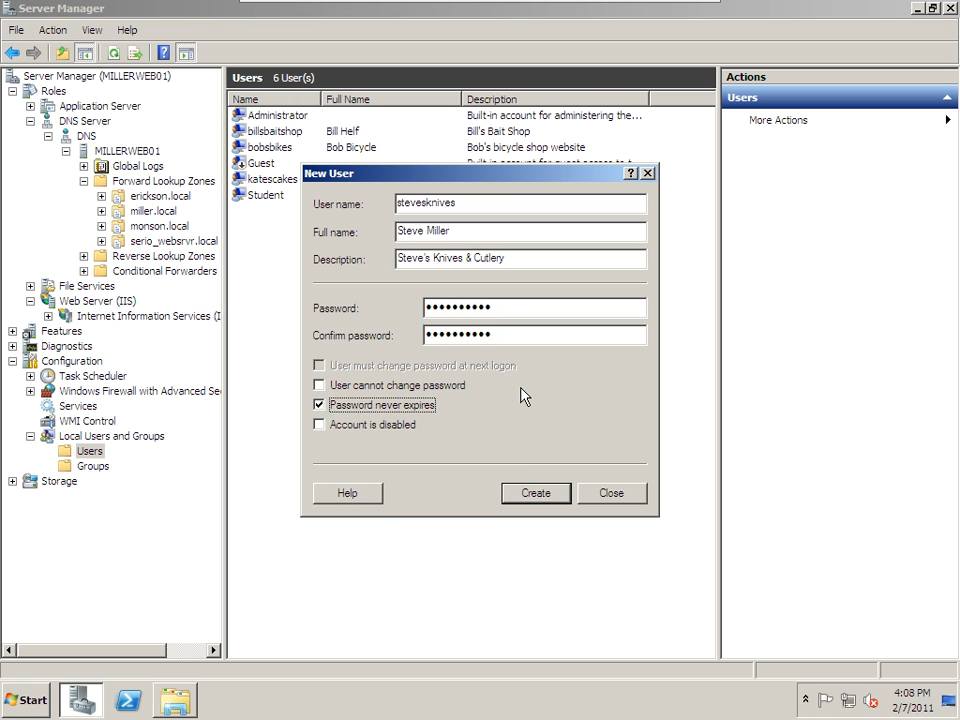 Server Manager
File Action View Help
Server Manager (MILLERWEB01)
Roles
Application Server
DNS Server
DNS
MILLERWEB01
Global Logs
Forward Lookup Zones
erickson.local
miller.local
monson.local
serio_websrvr.local
Reverse Lookup Zones
Conditional Forwarders
File Services
Web Server (IIS)
Internet Information Services (I
Features
Diagnostics
Configuration
Task Scheduler
Windows Firewall with Advanced Se
Services
WMI Control
Local Users and Groups
Users
Groups
Storage
Users 6 User(s)
Name Full Name Description
Administrator Built-in account for administering the...
billsbaitshop Bill Helf Bill's Bait Shop
bobsbikes Bob Bicycle Bob's bicycle shop website
Guest
katescakes
Student
New User
User name: stevesknives
Full name: Steve Miller
Description: Steve's Knives & Cutlery
Password: ••••••••••
Confirm password: ••••••••••
User must change password at next logon
User cannot change password
Password never expires
Account is disabled
Help Create Close
Actions
Users
More Actions
Start
4:08 PM
2/7/2011